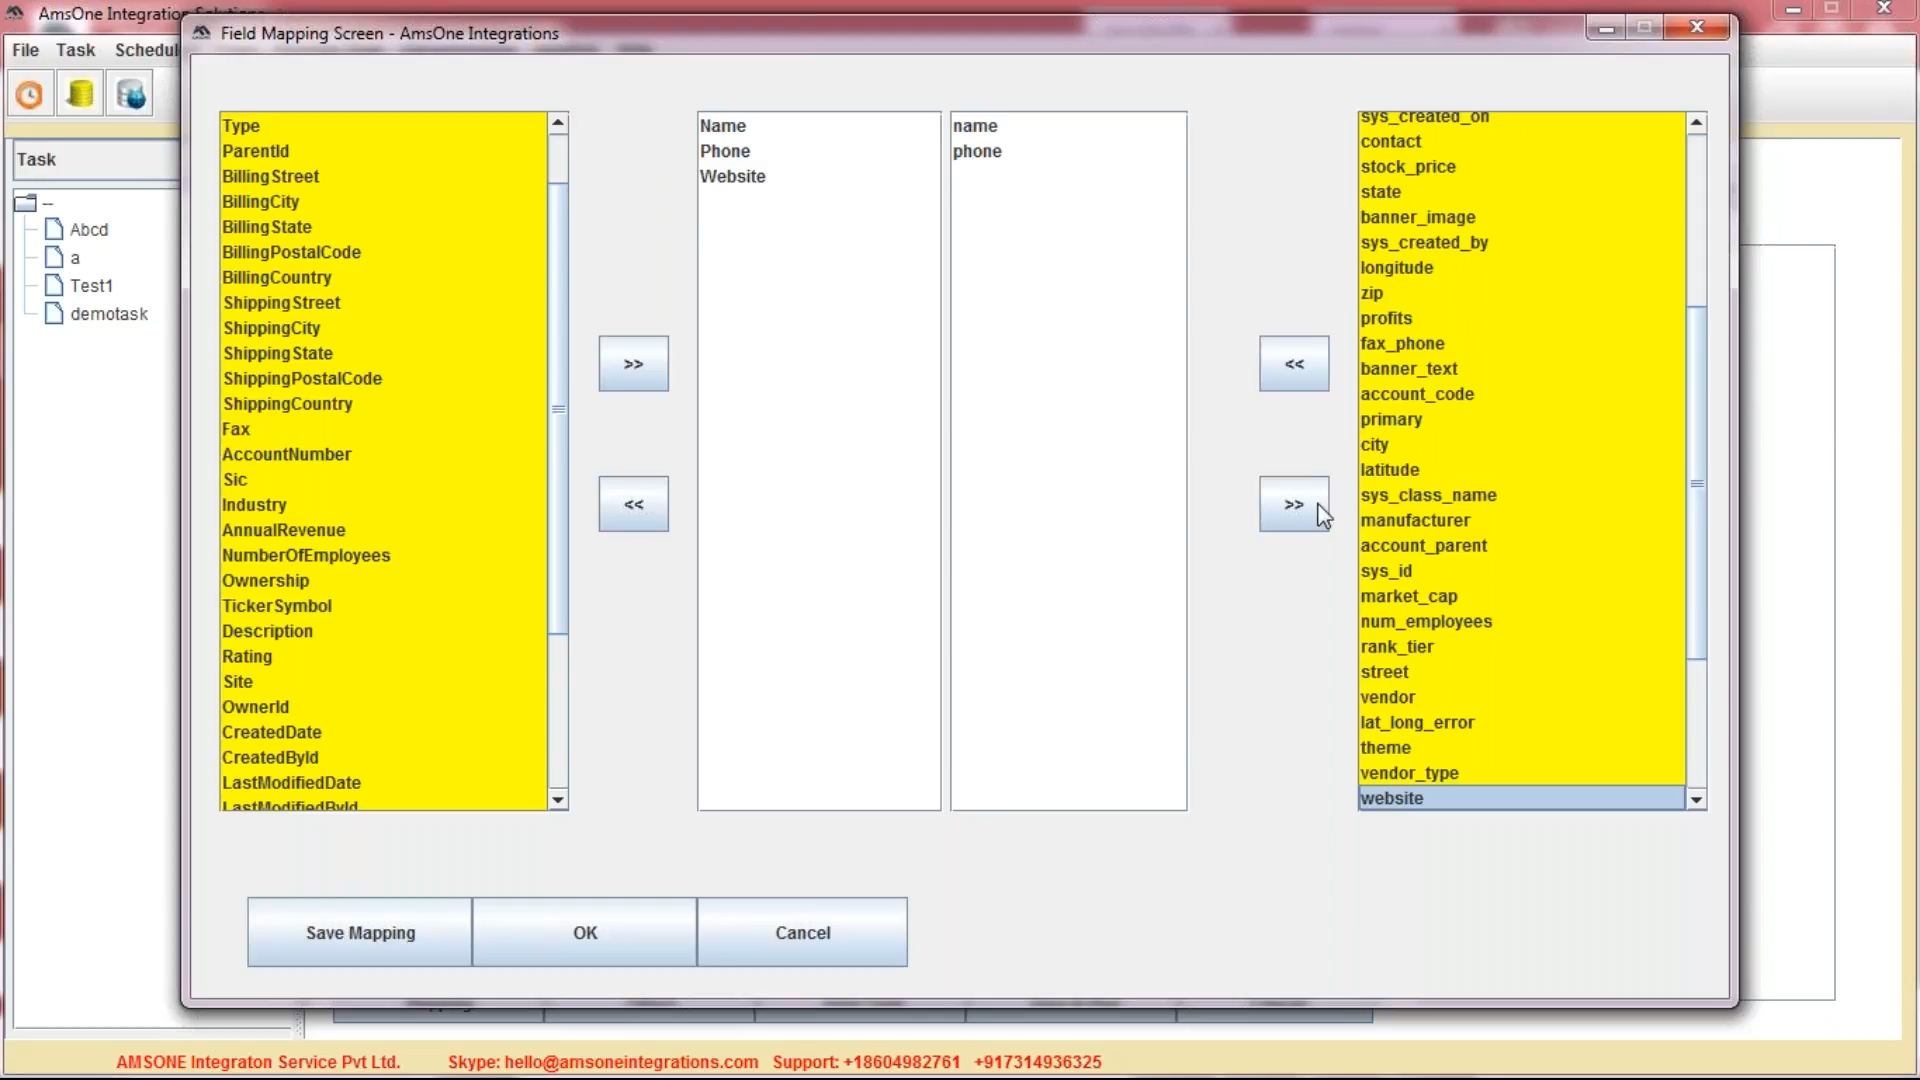 AmsOne Integration Solutions
Field Mapping Screen - AmsOne Integrations
File Task Schedul
Task
--
Abcd
a
Test1
demotask
Type
ParentId
BillingStreet
BillingCity
BillingState
BillingPostalCode
BillingCountry
ShippingStreet
ShippingCity
ShippingState
ShippingPostalCode
ShippingCountry
Fax
AccountNumber
Sic
Industry
AnnualRevenue
NumberOfEmployees
Ownership
TickerSymbol
Description
Rating
Site
OwnerId
CreatedDate
CreatedById
LastModifiedDate
LastModifiedById
>>
<<
Name
Phone
Website
name
phone
<<
>>
sys_created_on
contact
stock_price
state
banner_image
sys_created_by
longitude
zip
profits
fax_phone
banner_text
account_code
primary
city
latitude
sys_class_name
manufacturer
account_parent
sys_id
market_cap
num_employees
rank_tier
street
vendor
lat_long_error
theme
vendor_type
website
Save Mapping
OK
Cancel
AMSONE Integraton Service Pvt Ltd. Skype: hello@amsoneintegrations.com Support: +18604982761 +917314936325